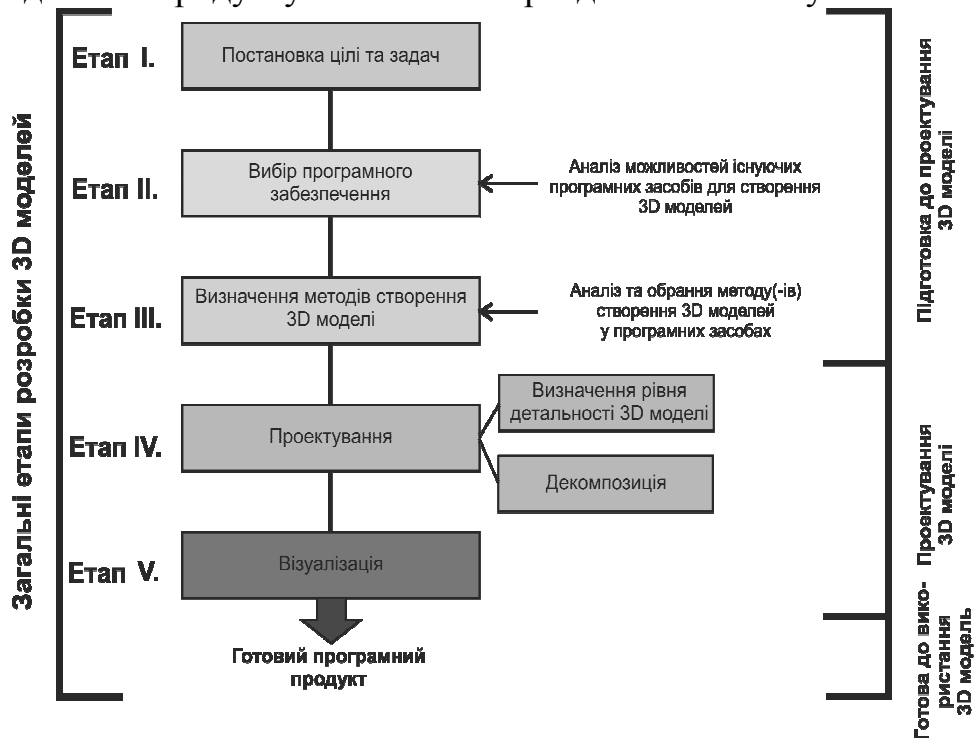 Загальні етапи розробки 3D моделей
Етап I.
Постановка цілі та задач
Етап II.
Вибір програмного
забезпечення
Аналіз можливостей існуючих
програмних засобів для створення
3D моделей
Етап III.
Визначення методів створення
3D моделі
Аналіз та обрання методу(-ів)
створення 3D моделей
у програмних засобах
Етап IV.
Проектування
Визначення рівня
детальності 3D моделі
Декомпозиція
Етап V.
Візуалізація
Готовий програмний
продукт
Підготовка до проектування
3D моделі
Проектування
3D моделі
Готова до вико-
ристання
3D модель